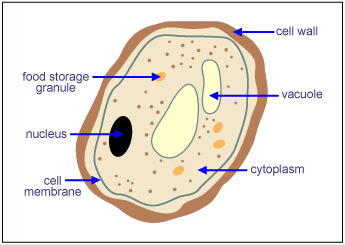 cell wall
food storage
granule
vacuole
nucleus
cytoplasm
cell
membrane